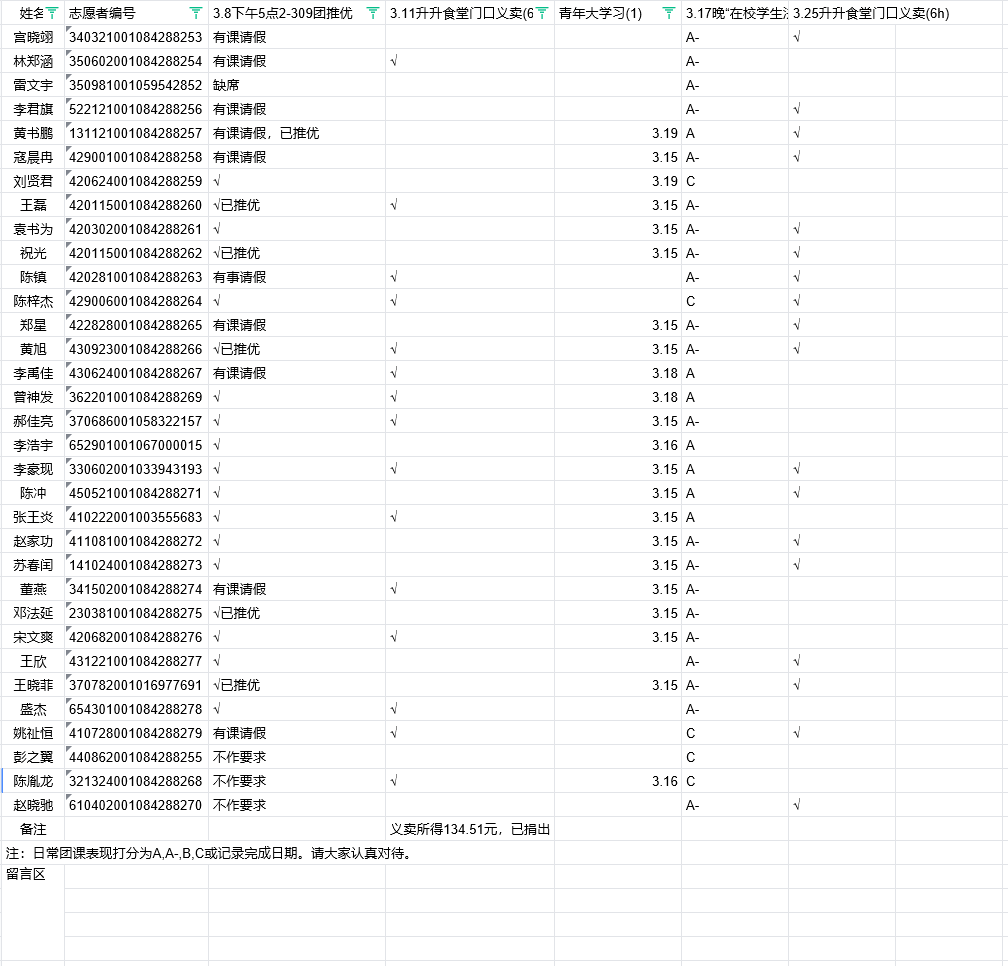 姓名 志愿者编号 3.8下午5点2-309团推优 3.11升升食堂门口义卖(6 青年大学习(1) 3.17晚"在校学生 3.25升升食堂门口义卖(6h)
宫晓翊 340321001084288253 有课请假 A- √
林郑涵 350602001084288254 有课请假 √ A-
雷文宇 350981001059542852 缺席 A-
李君旗 522121001084288256 有课请假 A- √
黄书鹏 131121001084288257 有课请假，已推优 3.19 A √
寇晨冉 429001001084288258 有课请假 3.15 A- √
刘贤君 420624001084288259 √ 3.19 C
王磊 420115001084288260 √已推优 √ 3.15 A-
袁书为 420302001084288261 √ 3.15 A- √
祝光 420115001084288262 √已推优 3.15 A- √
陈镇 420281001084288263 有事请假 √ A- √
陈梓杰 429006001084288264 √ √ C √
郑星 422828001084288265 有课请假 3.15 A- √
黄旭 430923001084288266 √已推优 √ 3.15 A- √
李禹佳 430624001084288267 有课请假 √ 3.18 A
曾神发 362201001084288269 √ √ 3.18 A
郝佳亮 370686001058322157 √ √ 3.15 A-
李浩宇 652901001067000015 √ 3.16 A
李豪现 330602001033943193 √ √ 3.15 A √
陈冲 450521001084288271 √ 3.15 A √
张王炎 410222001003555683 √ √ 3.15 A
赵家功 411081001084288272 √ 3.15 A- √
苏春闰 141024001084288273 √ 3.15 A- √
董燕 341502001084288274 有课请假 √ 3.15 A-
邓法延 230381001084288275 √已推优 3.15 A-
宋文爽 420682001084288276 √ √ 3.15 A-
王欣 431221001084288277 √ A- √
王晓菲 370782001016977691 √已推优 3.15 A- √
盛杰 654301001084288278 √ √ A-
姚祉恒 410728001084288279 有课请假 √ C √
彭之翼 440862001084288255 不作要求 C
陈胤龙 321324001084288268 不作要求 √ 3.16 C
赵晓驰 610402001084288270 不作要求 A- √
备注 义卖所得134.51元，已捐出
注：日常团课表现打分为A,A-,B,C或记录完成日期。请大家认真对待。
留言区